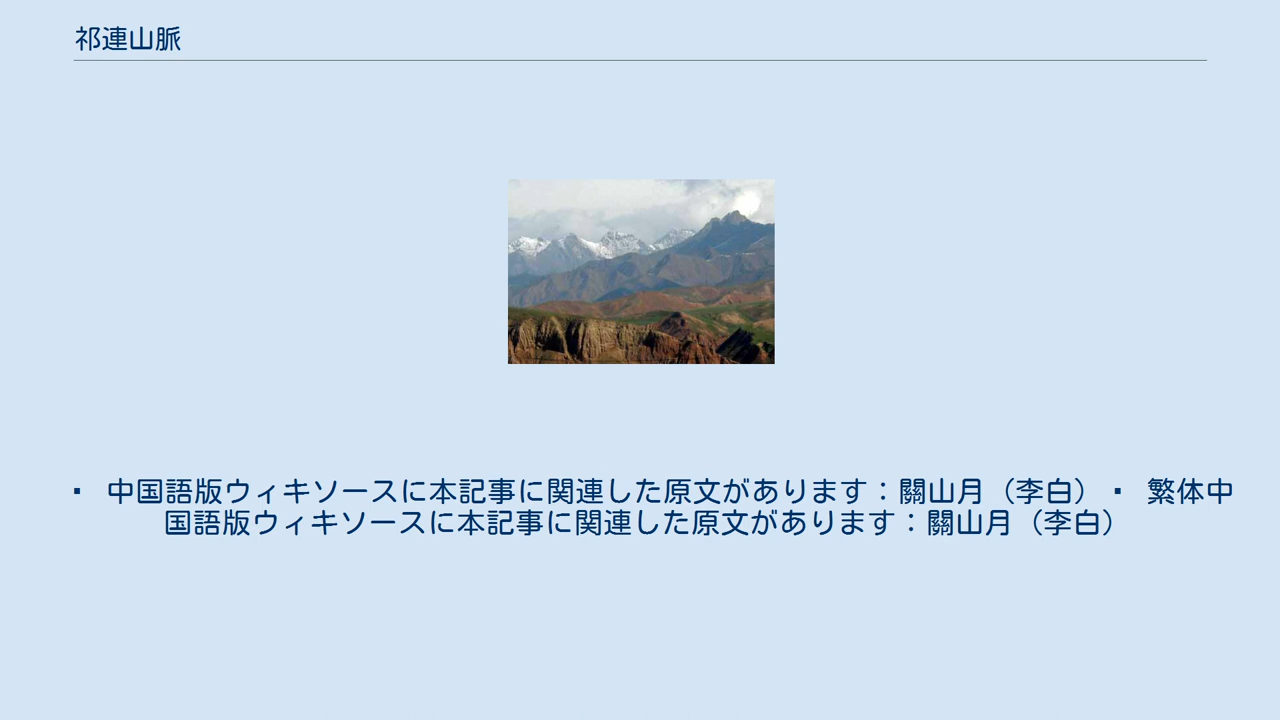 祁連山脈
▪ 中国語版ウィキソースに本記事に関連した原文があります：關山月（李白） ▪ 繁体中
国語版ウィキソースに本記事に関連した原文があります：關山月（李白）